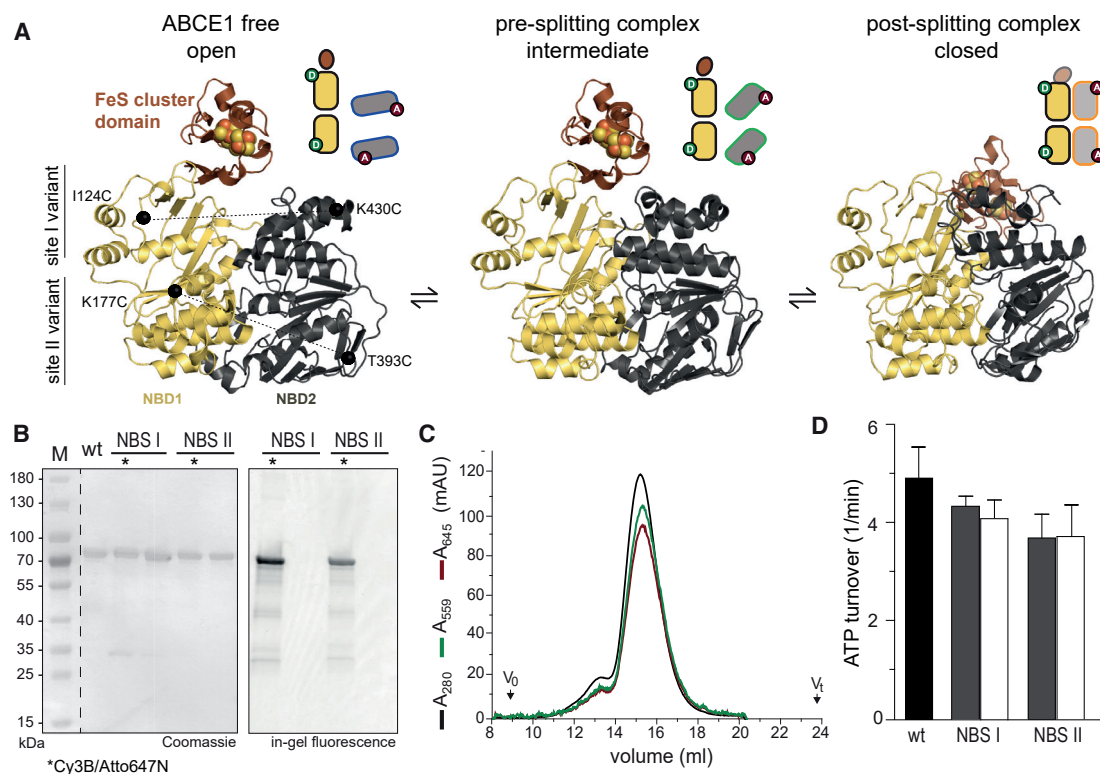 A
ABCE1 free
open
pre-splitting complex
intermediate
post-splitting complex
closed
D
A
D
A
D
A
D
A
D
A
D
A
FeS cluster
domain
site I variant
site II variant
I124C
K430C
K177C
T393C
NBD1
NBD2
B
M
wt
NBS I
NBS II
*
*
NBS I
NBS II
*
*
180
130
100
70
55
40
35
25
15
kDa
Coomassie
in-gel fluorescence
*Cy3B/Atto647N
C
A280
A559
A645 (mAU)
120
100
80
60
40
20
0
V0
Vt
8
10
12
14
16
18
20
22
24
volume (ml)
D
ATP turnover (1/min)
6
4
2
0
wt
NBS I
NBS II